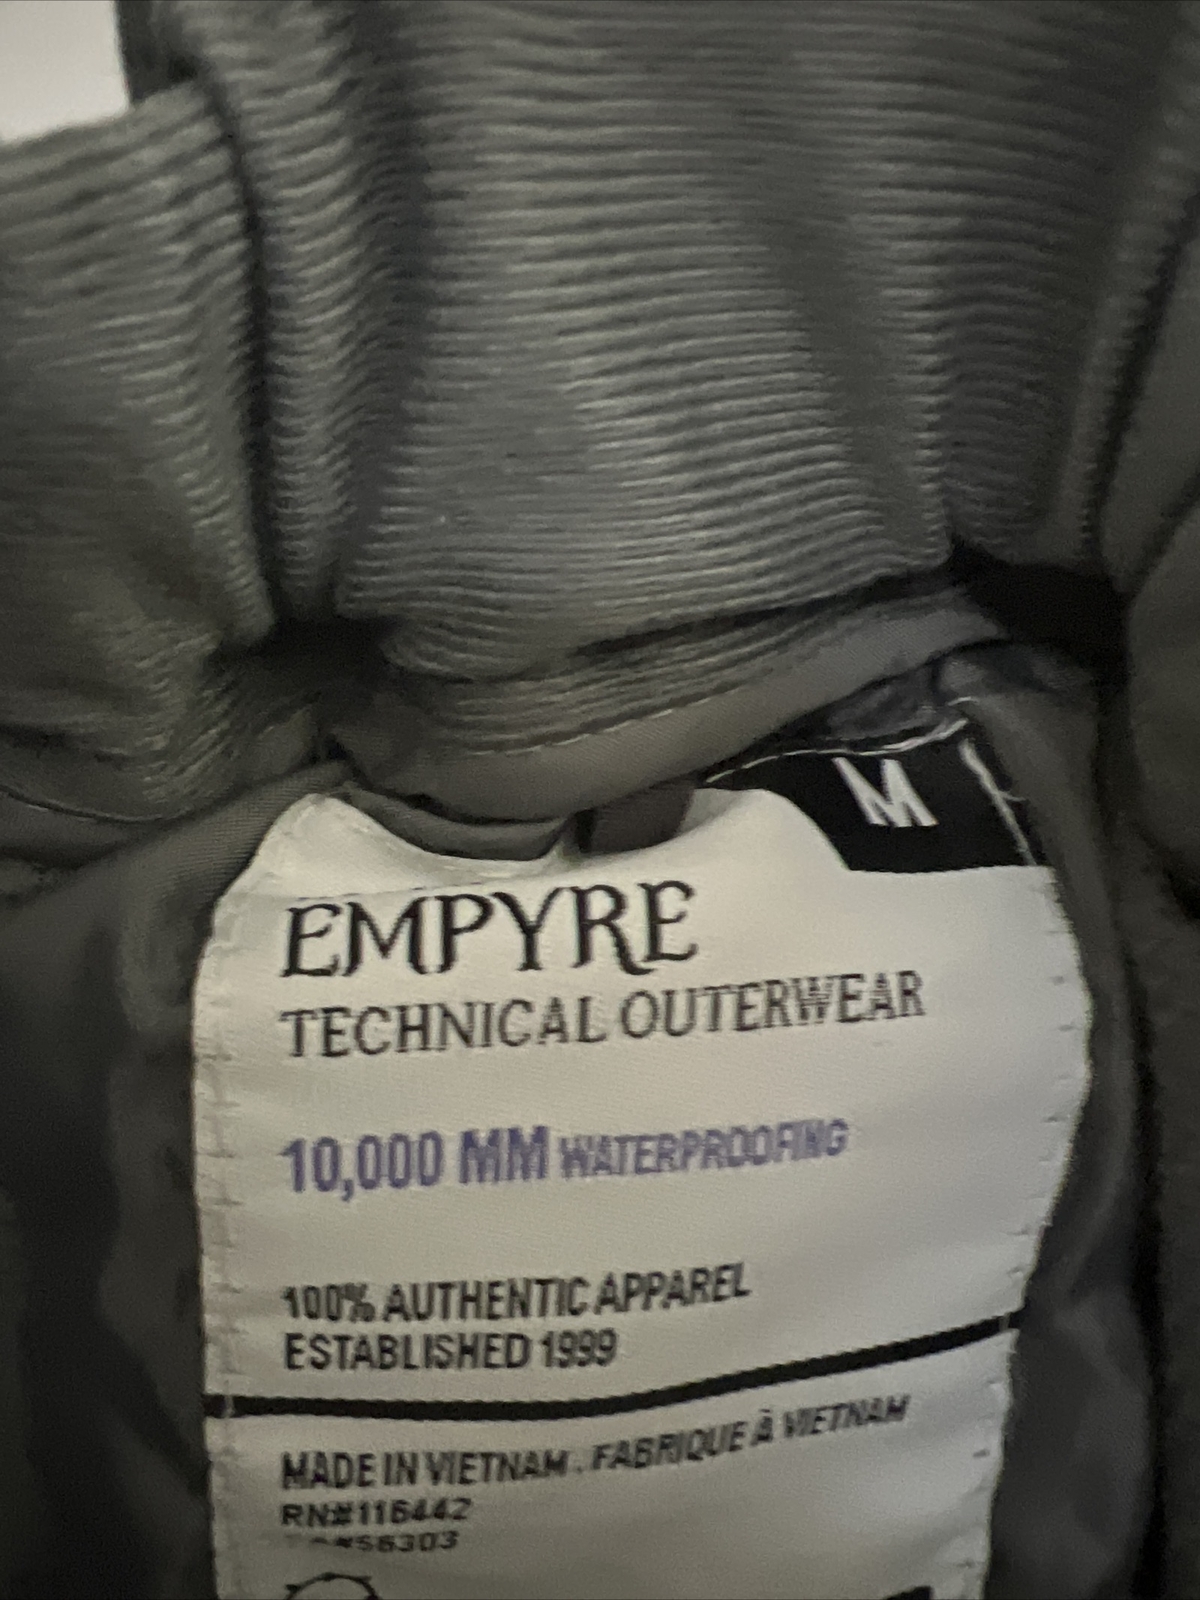 M
EMPYRE
TECHNICAL OUTERWEAR
10,000 MM WATERPROOFING
100% AUTHENTIC APPAREL
ESTABLISHED 1999
MADE IN VIETNAM . FABRIQUE À VIETNAM
RN#116442
#56303